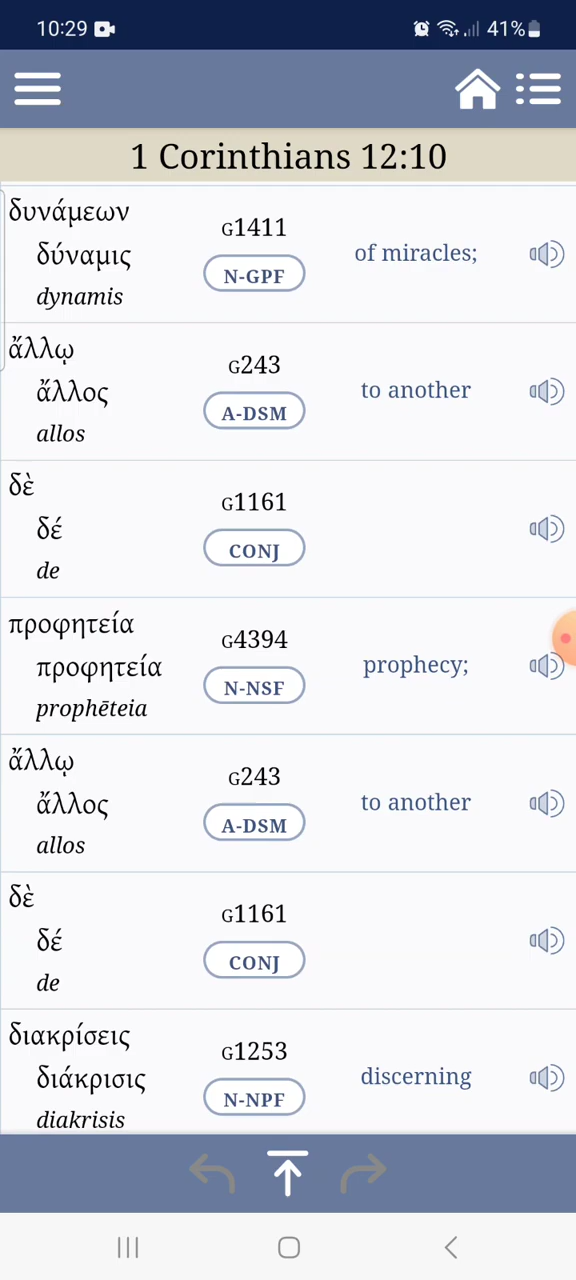 10:29 41%
1 Corinthians 12:10
δυνάμεων
δύναμις
dynamis
G1411
N-GPF
of miracles;
ἄλλῳ
ἄλλος
allos
G243
A-DSM
to another
δὲ
δέ
de
G1161
CONJ
προφητεία
προφητεία
prophēteia
G4394
N-NSF
prophecy;
ἄλλῳ
ἄλλος
allos
G243
A-DSM
to another
δὲ
δέ
de
G1161
CONJ
διακρίσεις
διάκρισις
diakrisis
G1253
N-NPF
discerning